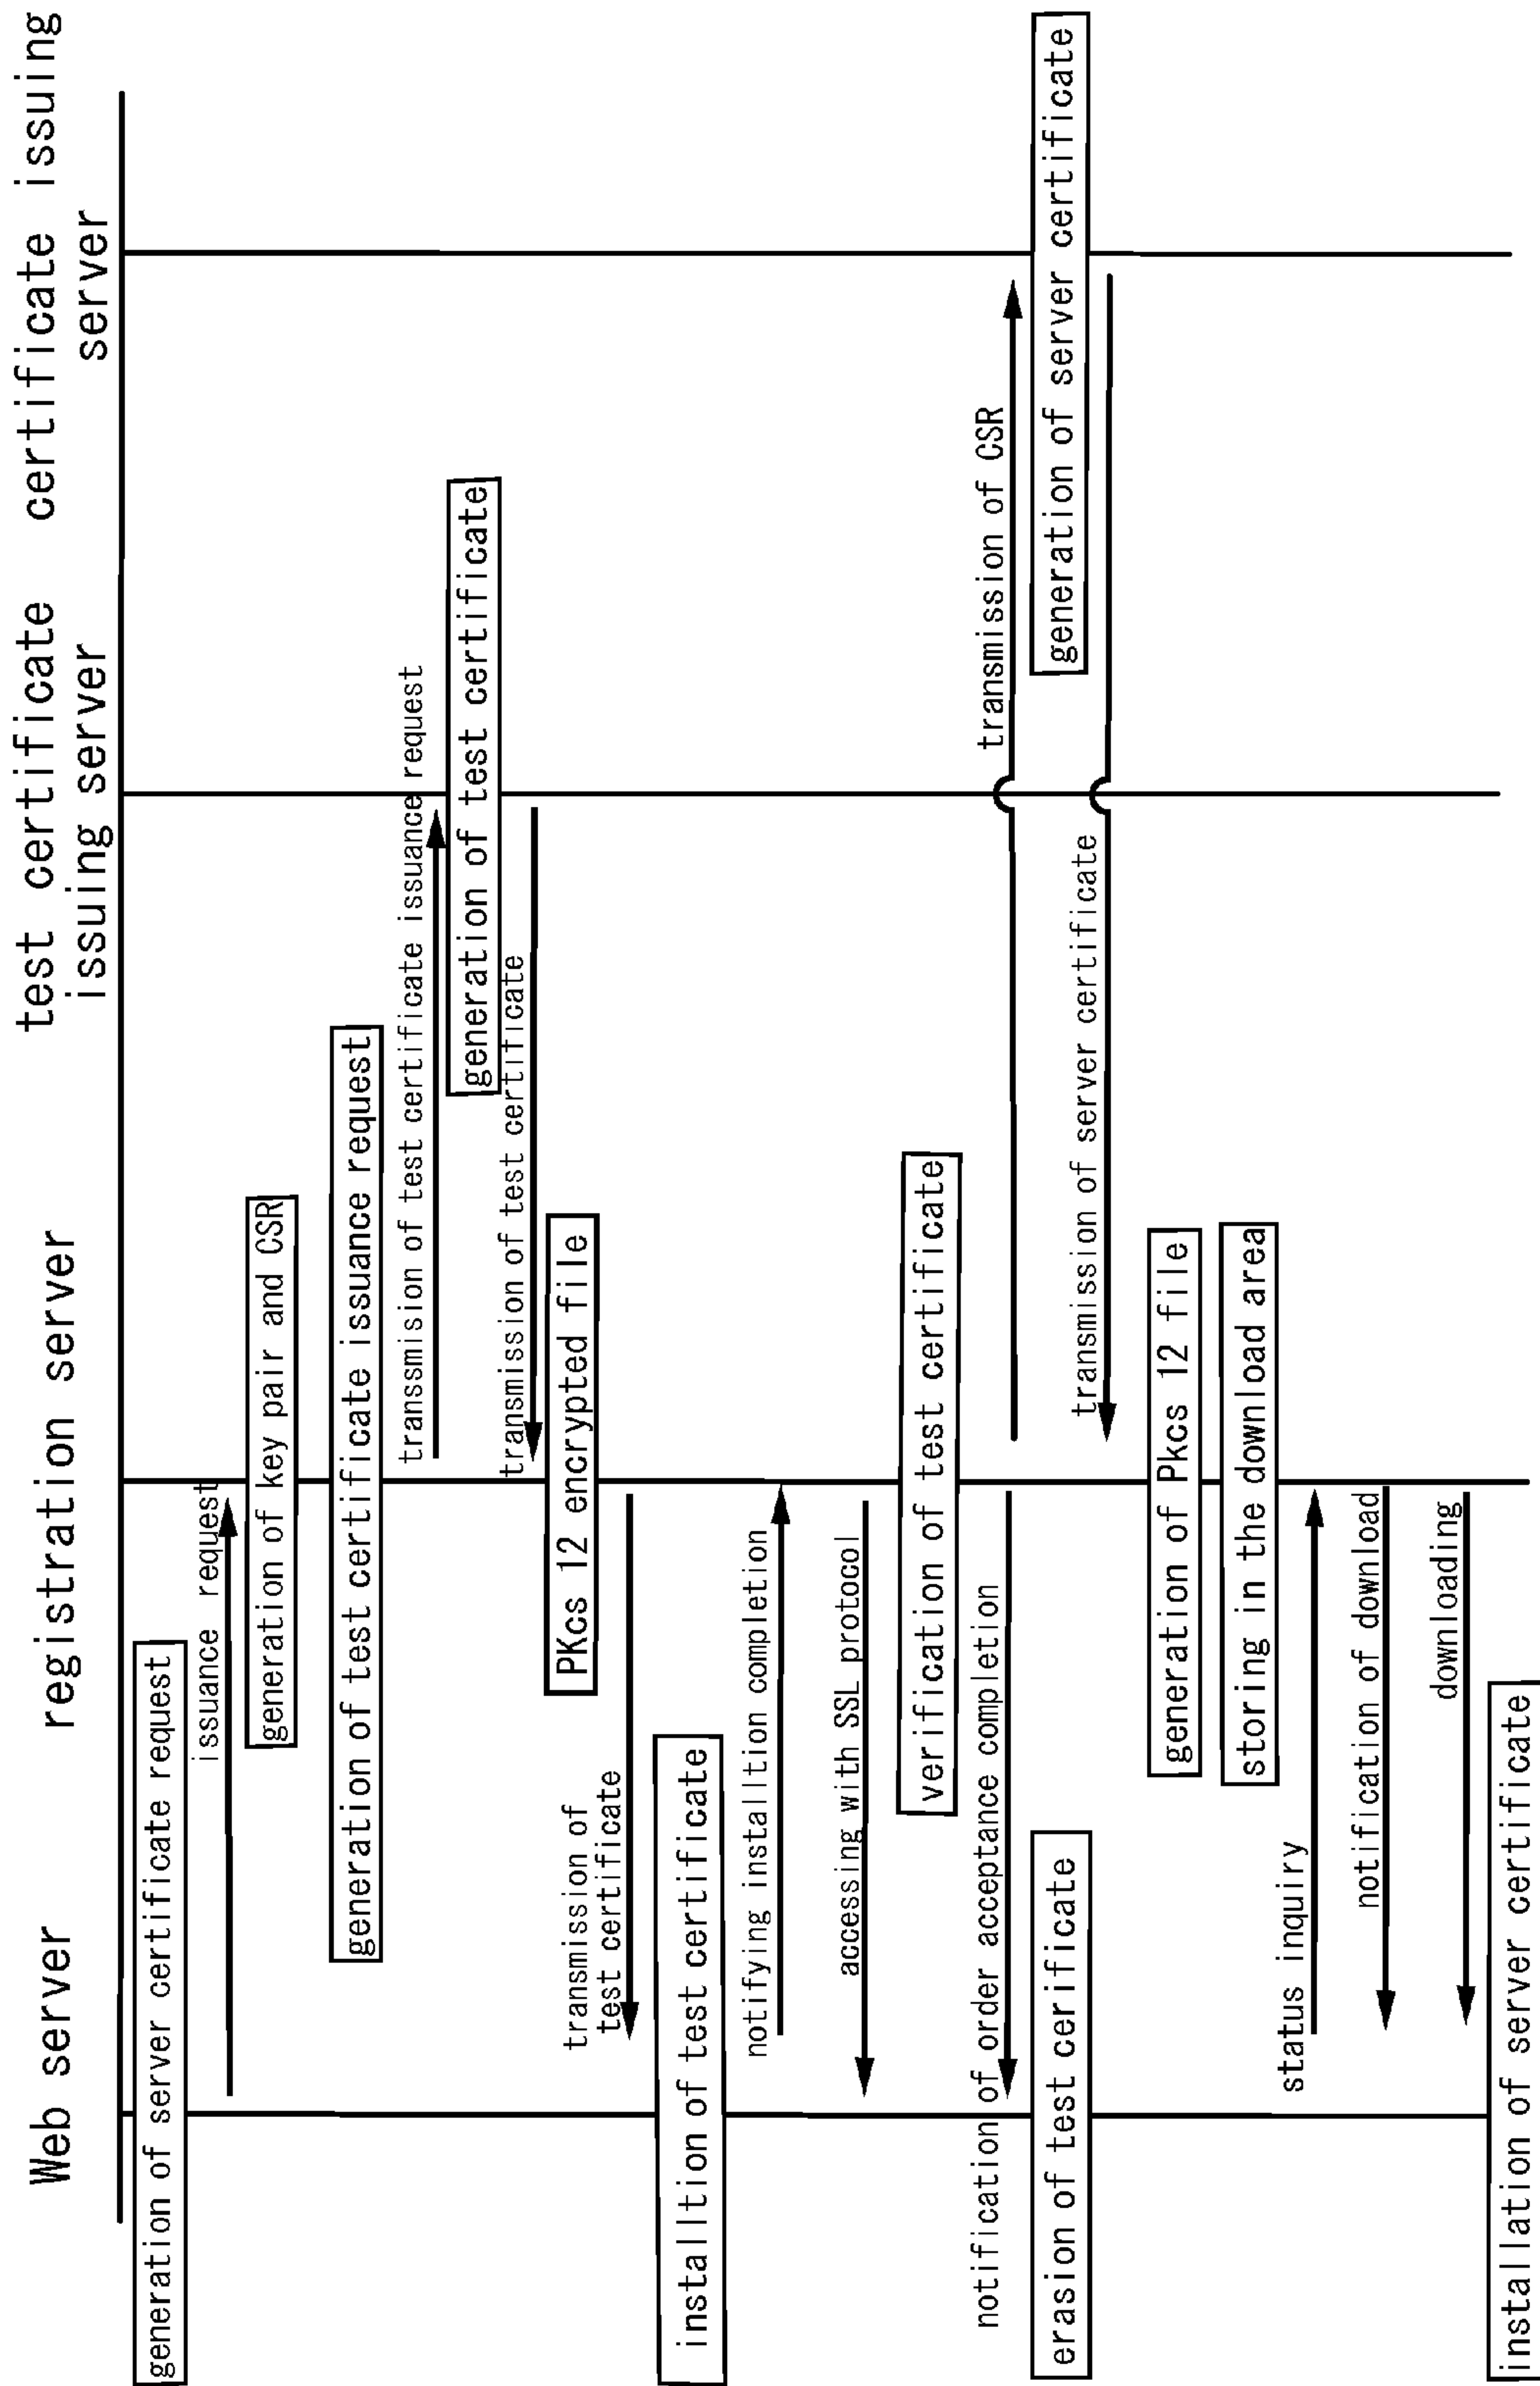 Web server
registration server
test certificate
issuing server
certificate issuing
server
generation of server certificate request
issuance request
generation of key pair and CSR
generation of test certificate issuance request
transsmision of test certificate issuance request
generation of test certificate
transmission of test certificate
PKcs 12 encrypted file
transmission of
test certificate
installtion of test certificate
notifying installtion completion
accessing with SSL protocol
verification of test certificate
notification of order acceptance completion
transmission of CSR
erasion of test cerificate
generation of server certificate
transmission of server certificate
generation of Pkcs 12 file
storing in the download area
status inquiry
notification of download
downloading
installation of server certificate